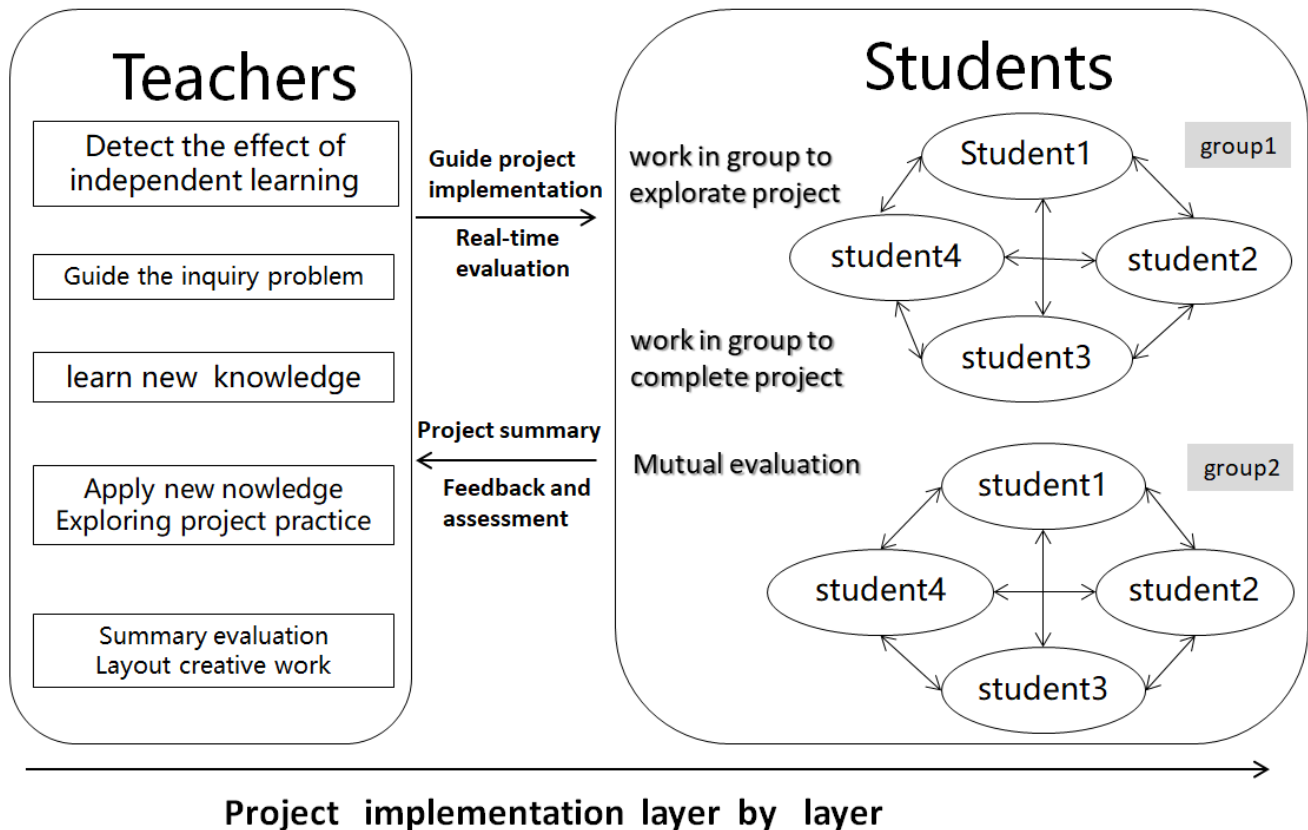 Teachers
Detect the effect of
independent learning
Guide the inquiry problem
learn new knowledge
Apply new nowledge
Exploring project practice
Summary evaluation
Layout creative work
Guide project
implementation
Real-time
evaluation
Project summary
Feedback and
assessment
Students
work in group to
explorate project
work in group to
complete project
Mutual evaluation
group1
Student1
student4
student2
student3
group2
student1
student4
student2
student3
Project implementation layer by layer